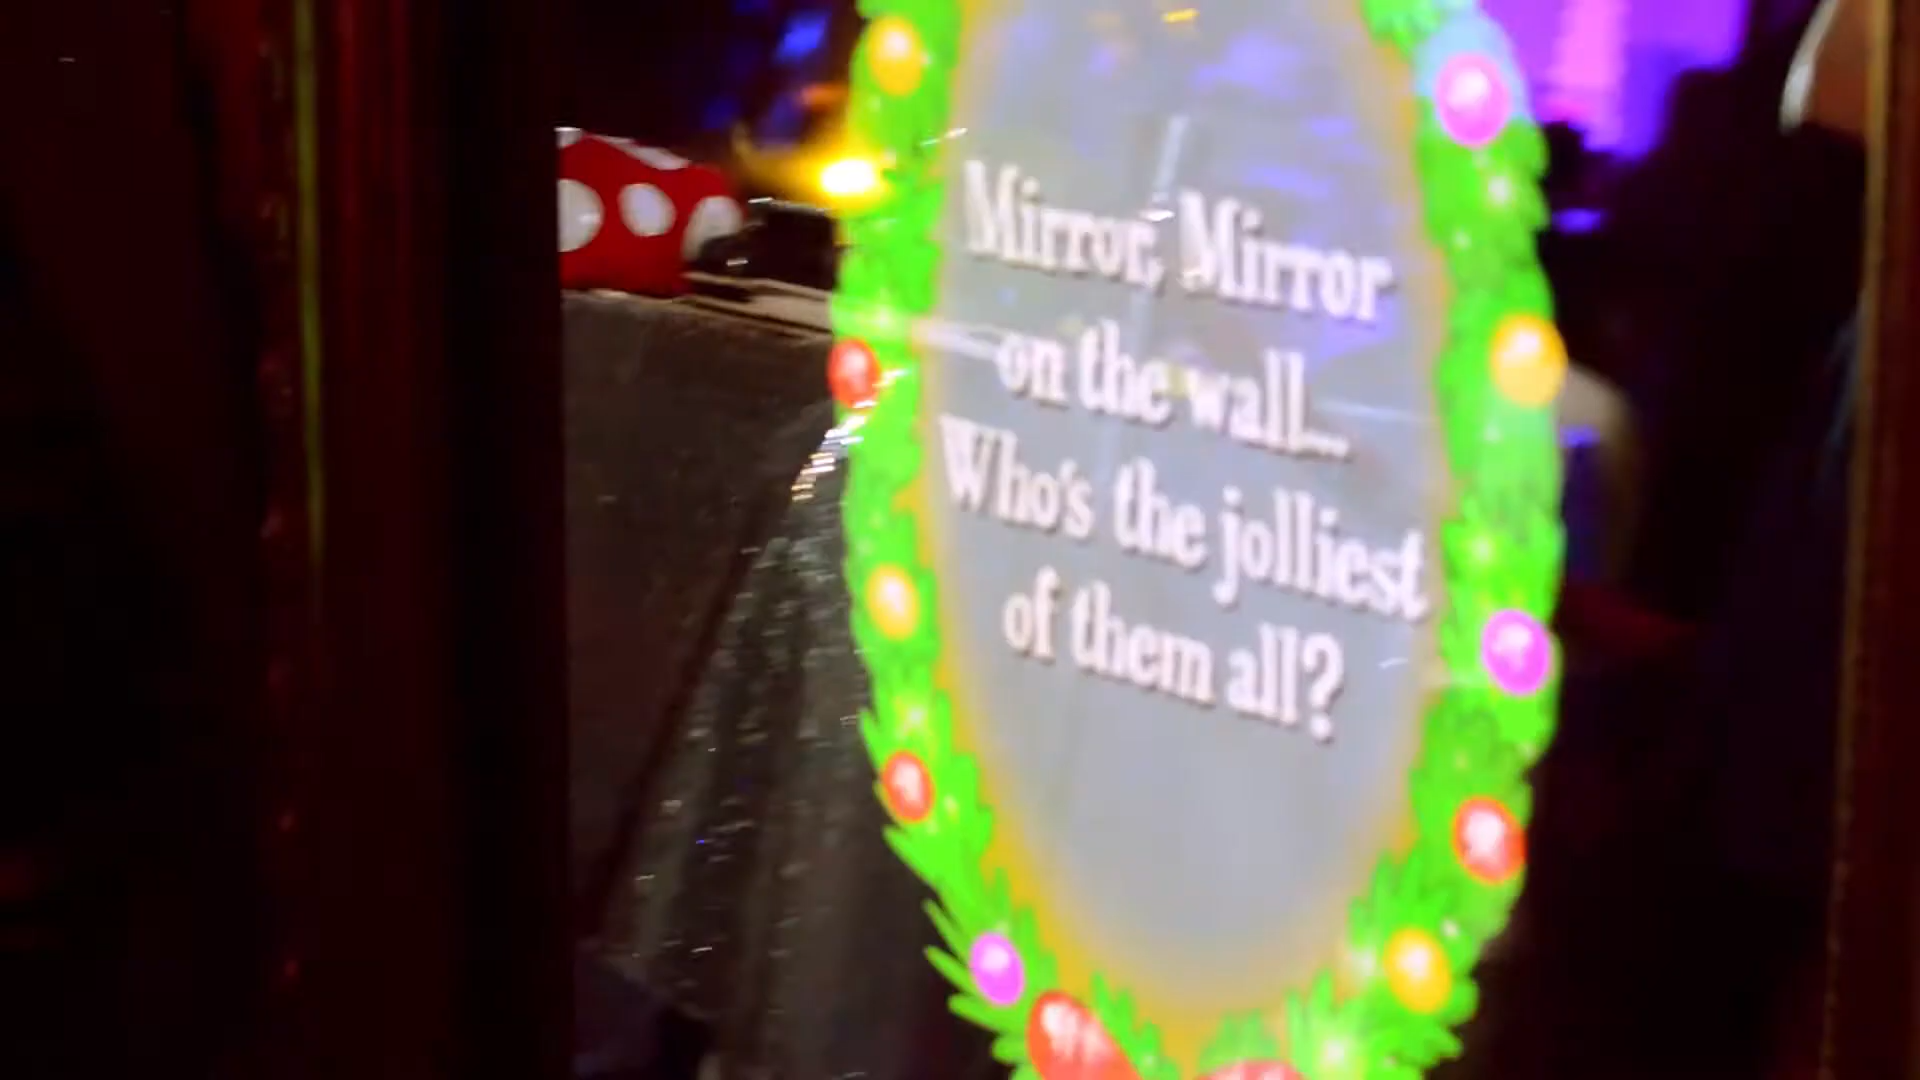 Mirror, Mirror
on the wall...
Who's the jolliest
of them all?